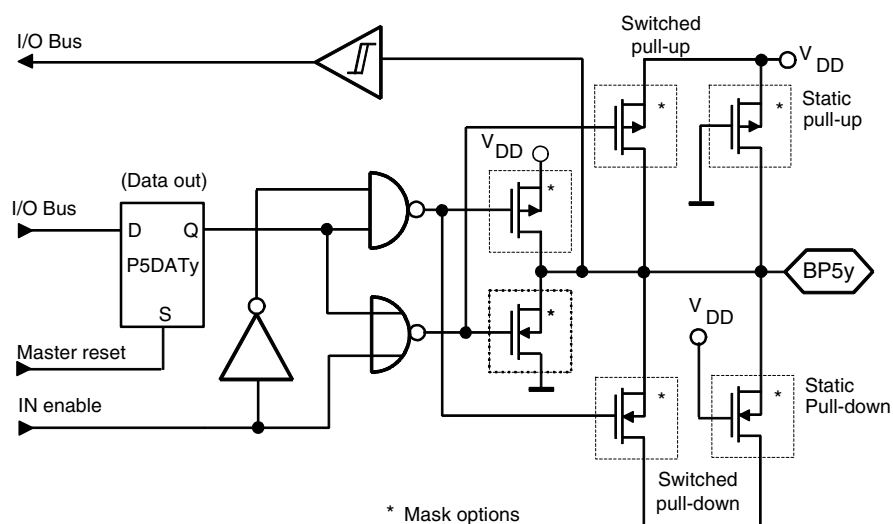 I/O Bus
Switched
pull-up
V DD
*
*
Static
pull-up
V DD
*
(Data out)
I/O Bus
D
Q
P5DATy
S
BP5y
*
V DD
Master reset
IN enable
*
*
Static
Pull-down
Switched
pull-down
* Mask options